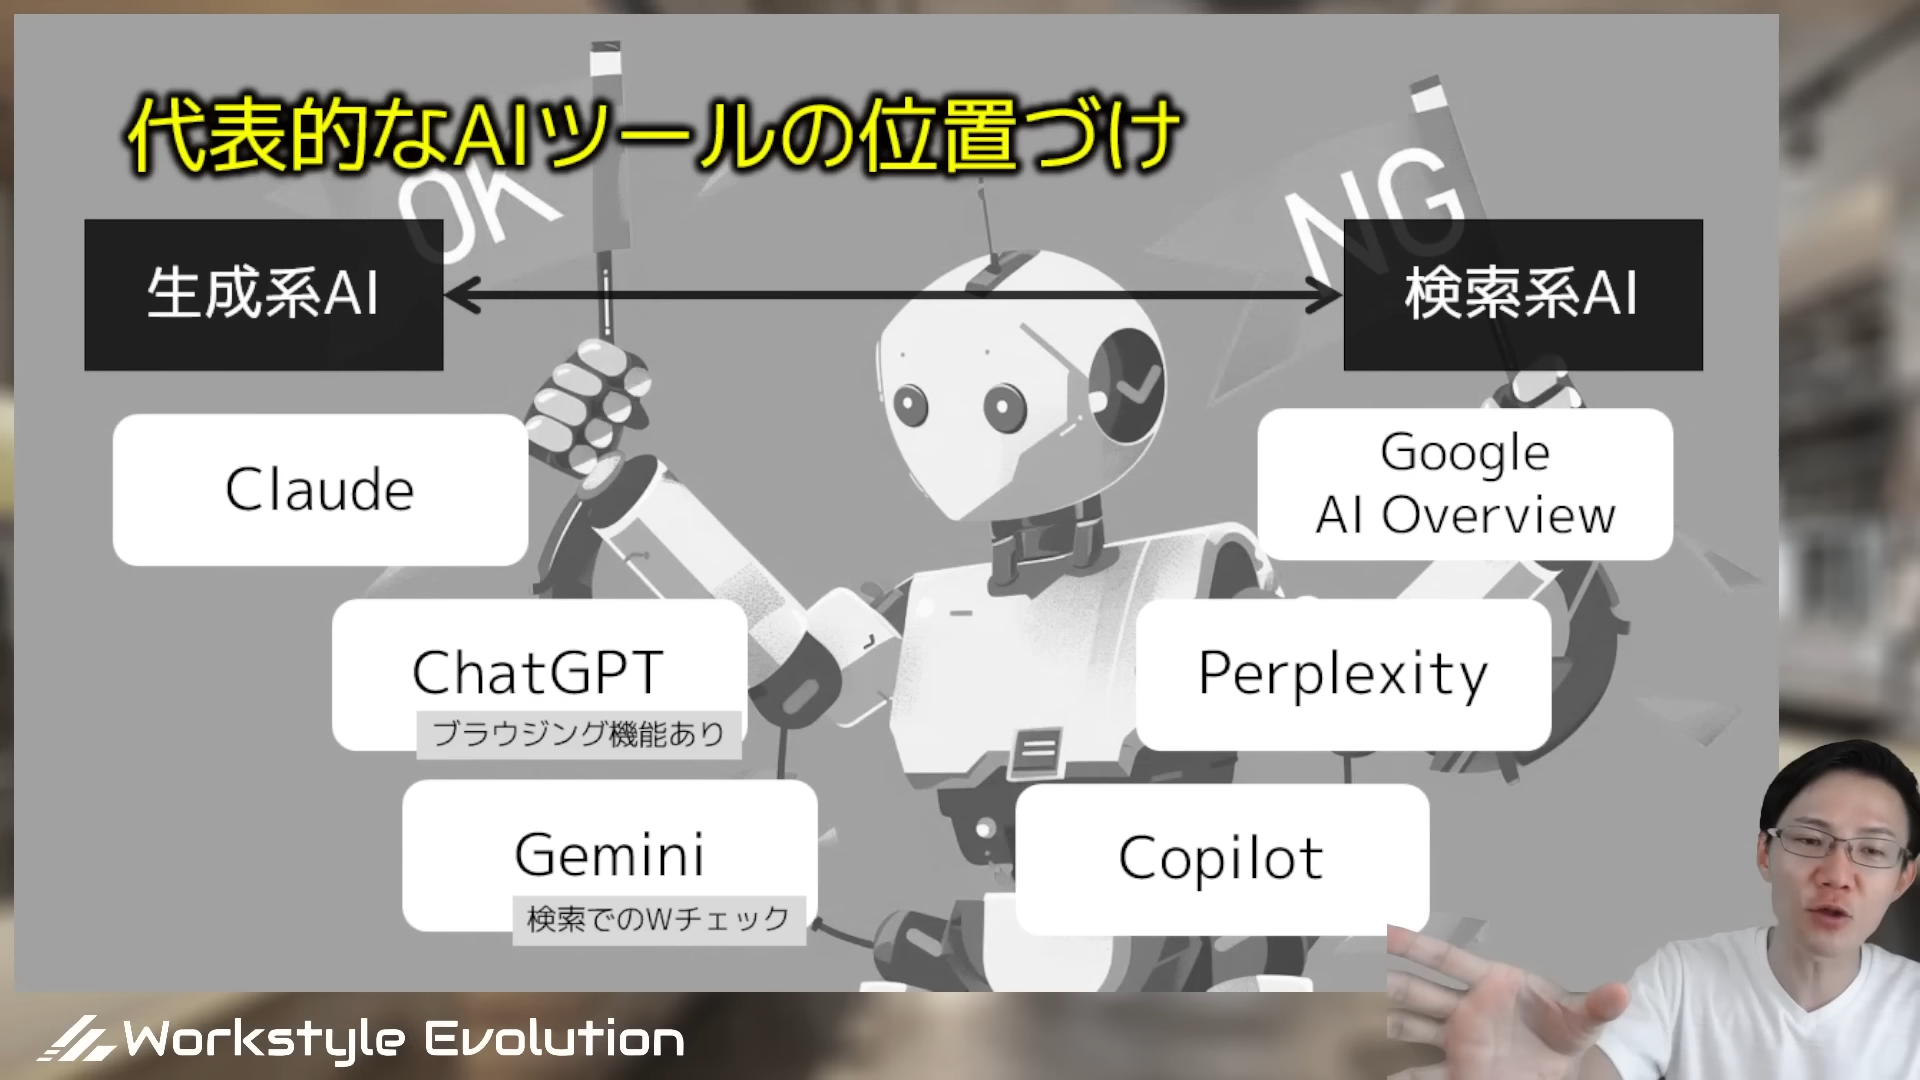 代表的なAIツールの位置づけ
OK
NG
生成系AI
検索系AI
Claude
Google
AI Overview
ChatGPT
ブラウジング機能あり
Perplexity
Gemini
検索でのWチェック
Copilot
Workstyle Evolution